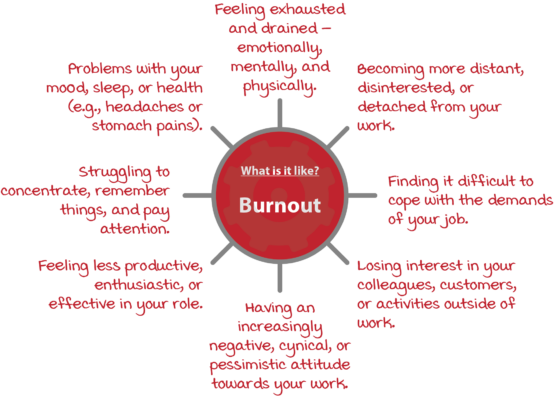 Feeling exhausted
and drained –
emotionally,
mentally, and
physically.
Becoming more distant,
disinterested, or
detached from your
work.
Finding it difficult to
cope with the demands
of your job.
Losing interest in your
colleagues, customers,
or activities outside of
work.
Having an
increasingly
negative, cynical, or
pessimistic attitude
towards your work.
Feeling less productive,
enthusiastic, or
effective in your role.
Struggling to
concentrate, remember
things, and pay
attention.
Problems with your
mood, sleep, or health
(e.g., headaches or
stomach pains).
What is it like?
Burnout